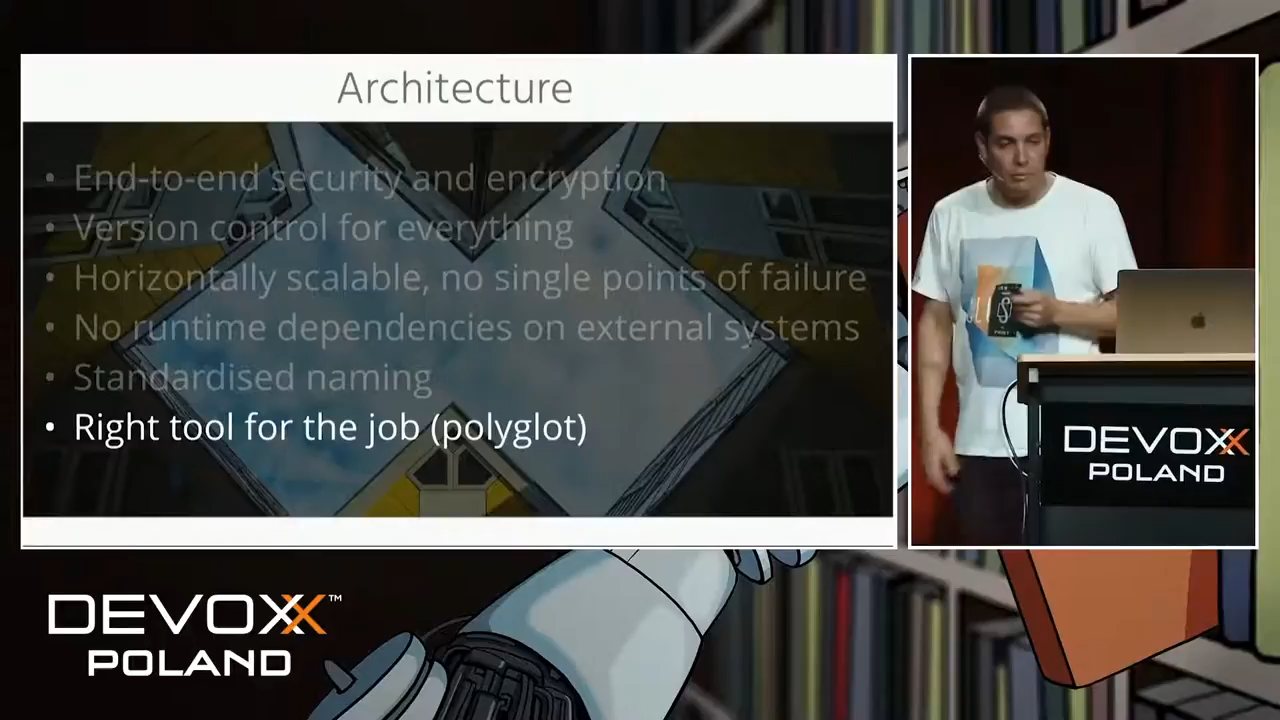 Architecture
• End-to-end security and encryption
• Version control for everything
• Horizontally scalable, no single points of failure
• No runtime dependencies on external systems
• Standardised naming
• Right tool for the job (polyglot)
DEVOXX
POLAND
DEVOXX™
POLAND